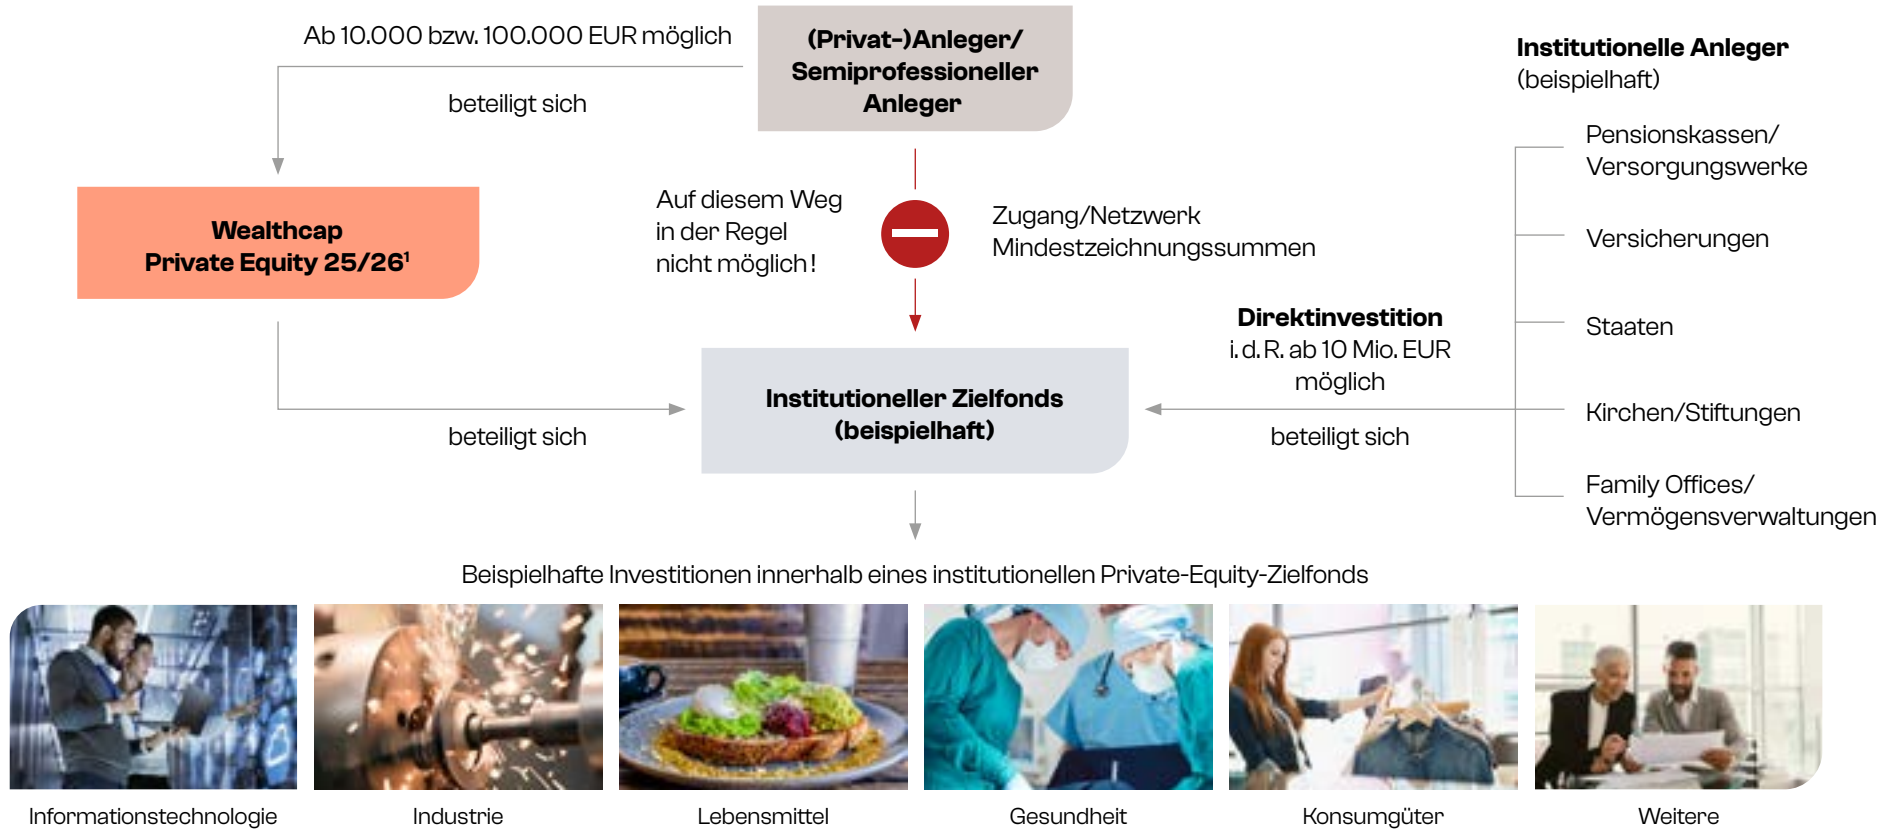 Ab 10.000 bzw. 100.000 EUR möglich
beteiligt sich
(Privat-)Anleger/
Semiprofessioneller
Anleger
Institutionelle Anleger
(beispielhaft)
Pensionskassen/
Versorgungswerke
Versicherungen
Staaten
Kirchen/Stiftungen
Family Offices/
Vermögensverwaltungen
Wealthcap
Private Equity 25/26¹
Auf diesem Weg
in der Regel
nicht möglich!
Zugang/Netzwerk
Mindestzeichnungssummen
Direktinvestition
i. d. R. ab 10 Mio. EUR
möglich
beteiligt sich
Institutioneller Zielfonds
(beispielhaft)
beteiligt sich
Beispielhafte Investitionen innerhalb eines institutionellen Private-Equity-Zielfonds
Informationstechnologie
Industrie
Lebensmittel
Gesundheit
Konsumgüter
Weitere